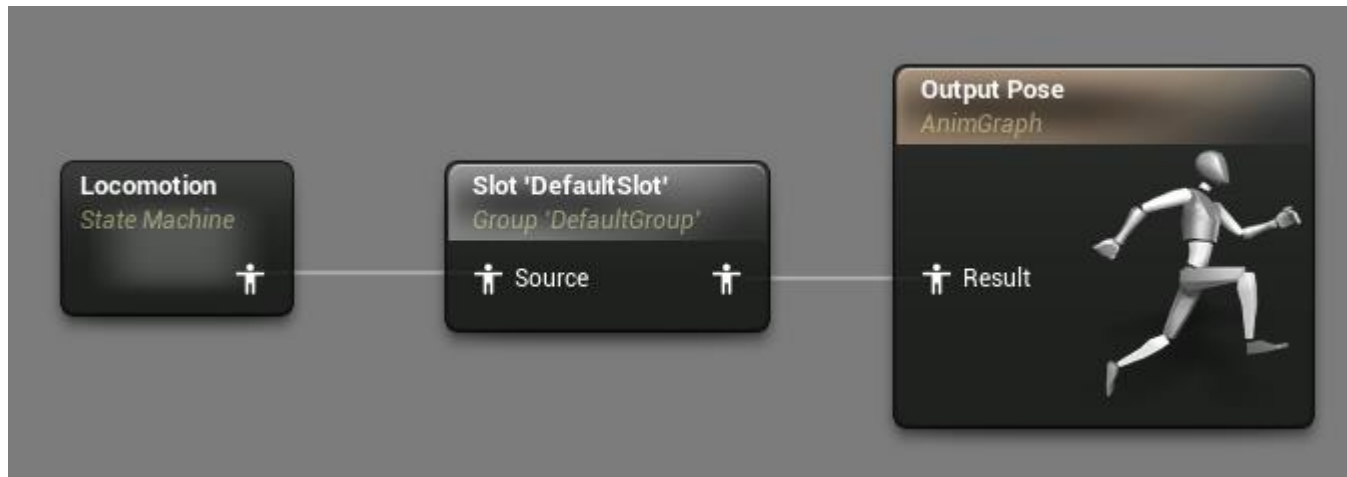 Locomotion
State Machine
Slot 'DefaultSlot'
Group 'DefaultGroup'
Source
Output Pose
AnimGraph
Result